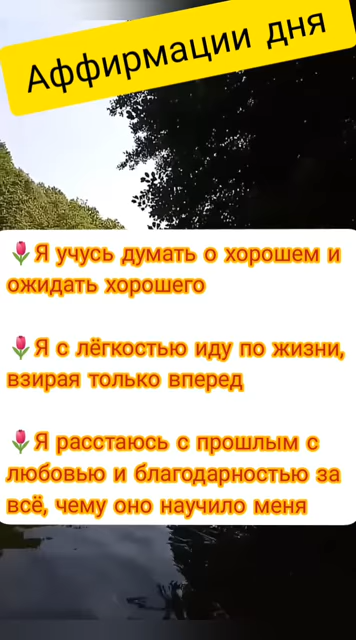 Аффирмации дня
🌷Я учусь думать о хорошем и
ожидать хорошего
🌷Я с лёгкостью иду по жизни,
взирая только вперед
🌷Я расстаюсь с прошлым с
любовью и благодарностью за
всё, чему оно научило меня